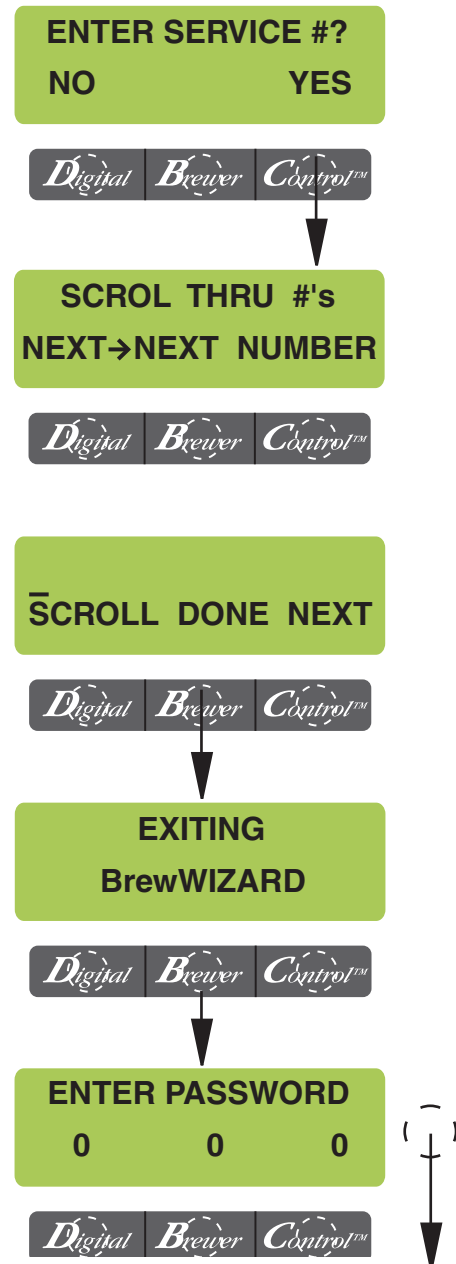 ENTER SERVICE #?
NO YES
Digital Brewer Control™
SCROL THRU #'s
NEXT→NEXT NUMBER
Digital Brewer Control™
SCROLL DONE NEXT
Digital Brewer Control™
EXITING
BrewWIZARD
Digital Brewer Control™
ENTER PASSWORD
0 0 0
Digital Brewer Control™